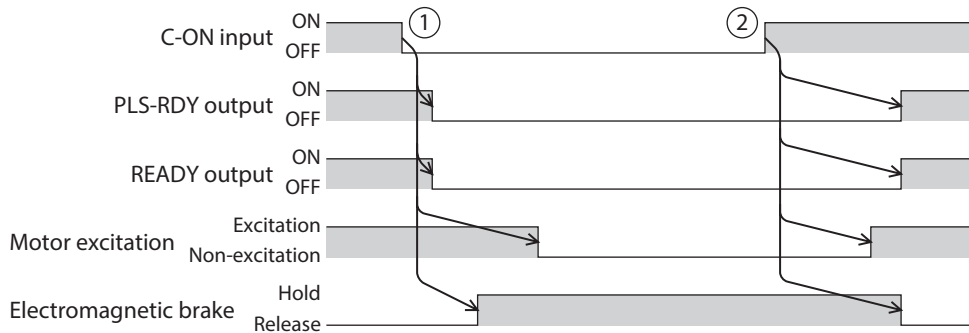 ON
①
②
C-ON input
OFF
ON
PLS-RDY output
OFF
ON
READY output
OFF
Excitation
Motor excitation
Non-excitation
Hold
Electromagnetic brake
Release